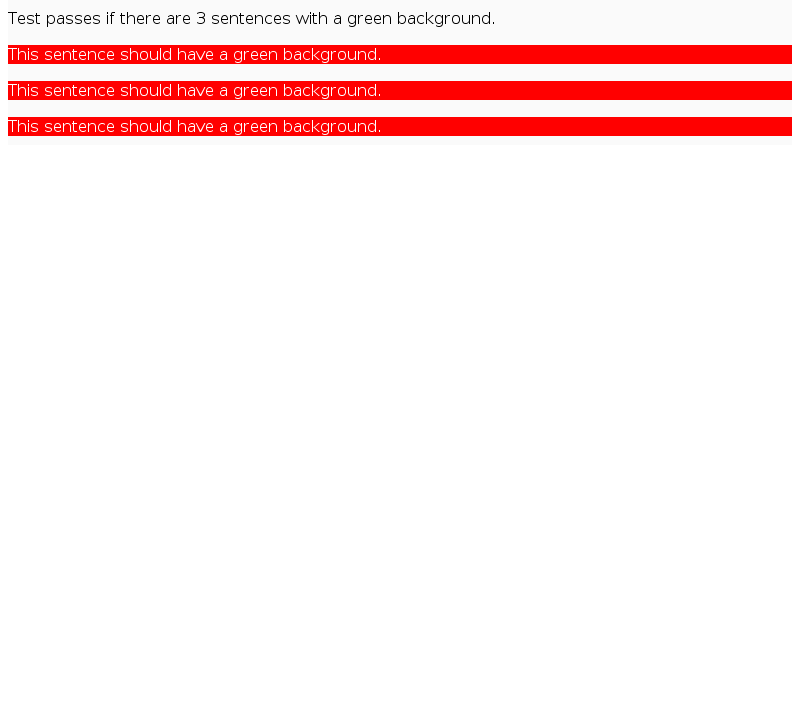 Test passes if there are 3 sentences with a green background.
This sentence should have a green background.
This sentence should have a green background.
This sentence should have a green background.